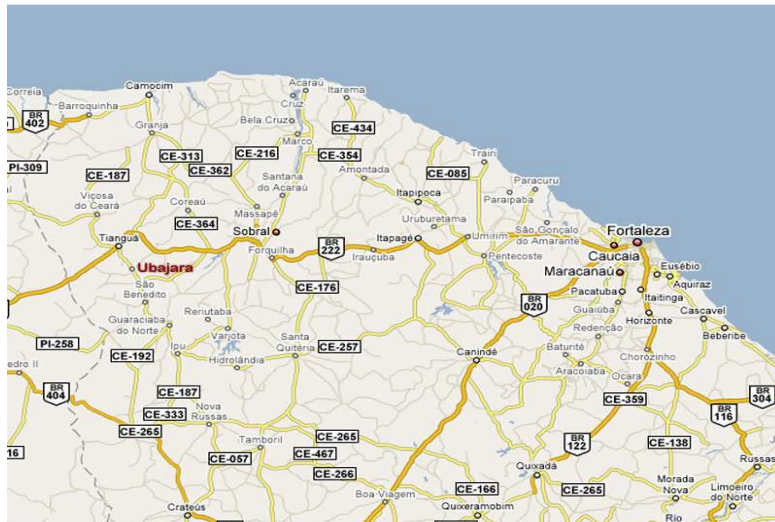 Camocim
Acaraú
Itarema
Correia
Barroquinha
Cruz
BR
402
Granja
Bela Cruz
CE-434
Marco
CE-313
CE-216
CE-354
Trairi
PI-309
CE-187
CE-362
Amontada
CE-085
Paracuru
Santana
do Acaraú
Paraipaba
Viçosa
do Ceará
Coreaú
Itapipoca
Massapê
CE-364
Uruburetama
São Gonçalo
do Amarante
Sobral
Fortaleza
Tianguá
BR
222
Itapagé
Umirim
Caucaia
Forquilha
Irauçuba
Pentecoste
Ubajara
Maracanaú
Eusébio
Aquiraz
São
Benedito
CE-176
Pacatuba
Itaitinga
BR
020
Guaiúba
Reriutaba
Horizonte
Cascavel
Guaraciaba
do Norte
Varjota
Redenção
Beberibe
PI-258
Santa
Quitéria
CE-257
CE-192
Ipu
Canindé
Baturité
Chorozinho
Hidrolândia
Aracoiaba
edro II
Ocara
BR
404
CE-187
CE-359
BR
304
CE-333
Nova
Russas
BR
116
CE-265
CE-265
Tamboril
BR
122
CE-138
16
CE-057
CE-467
CE-266
Quixadá
Russas
Morada
Nova
Boa Viagem
CE-166
CE-265
Limoeiro
do Norte
Crateús
Quixeramobim
Rio